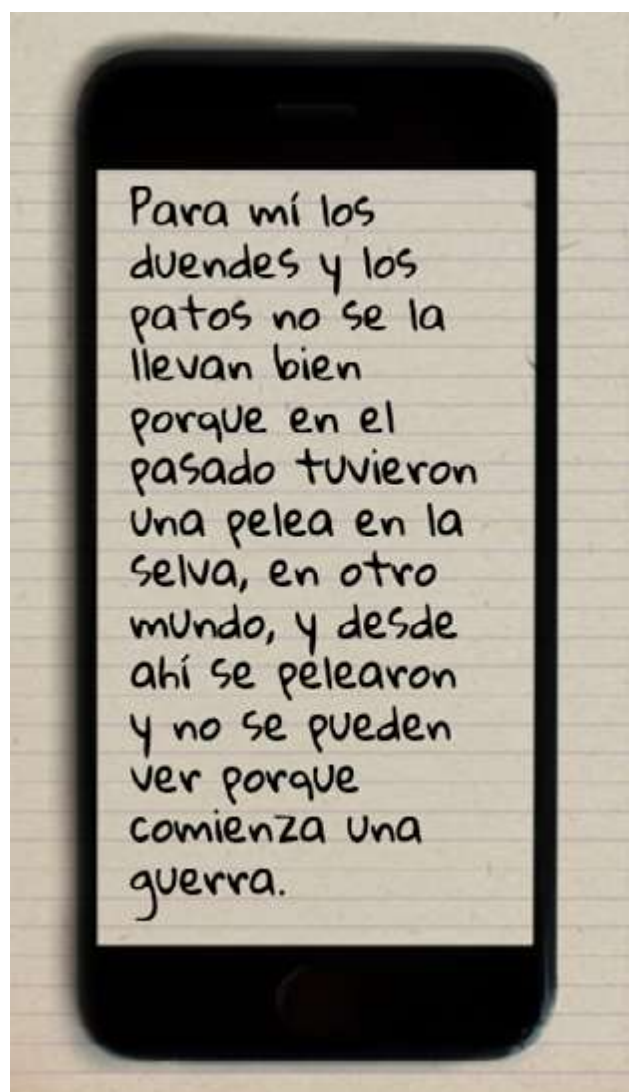 Para mí los
duendes y los
patos no se la
llevan bien
porque en el
pasado tuvieron
una pelea en la
selva, en otro
mundo, y desde
ahí se pelearon
y no se pueden
ver porque
comienza una
guerra.